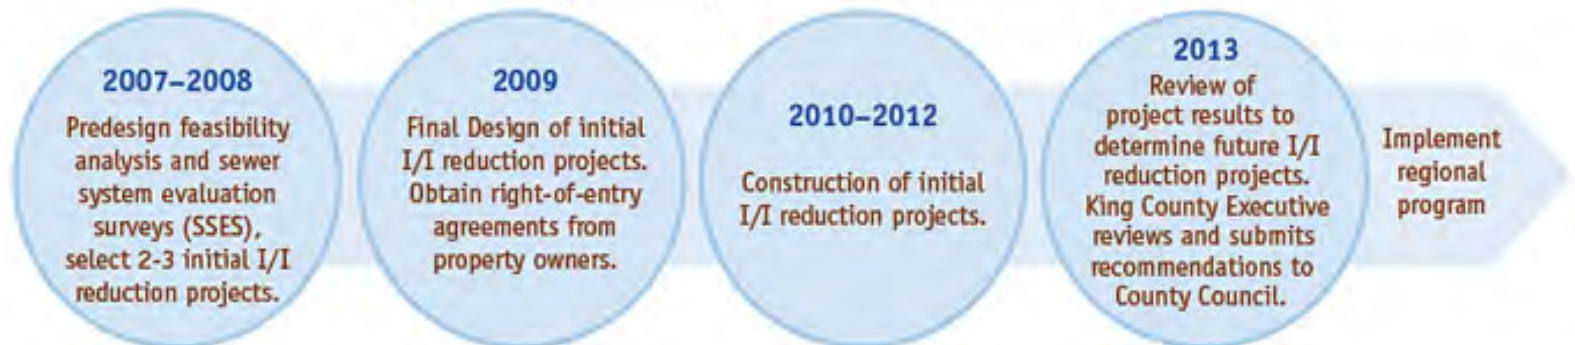 2007–2008
Predesign feasibility
analysis and sewer
system evaluation
surveys (SSES),
select 2-3 initial I/I
reduction projects.
2009
Final Design of initial
I/I reduction projects.
Obtain right-of-entry
agreements from
property owners.
2010–2012
Construction of initial
I/I reduction projects.
2013
Review of
project results to
determine future I/I
reduction projects.
King County Executive
reviews and submits
recommendations to
County Council.
Implement
regional
program